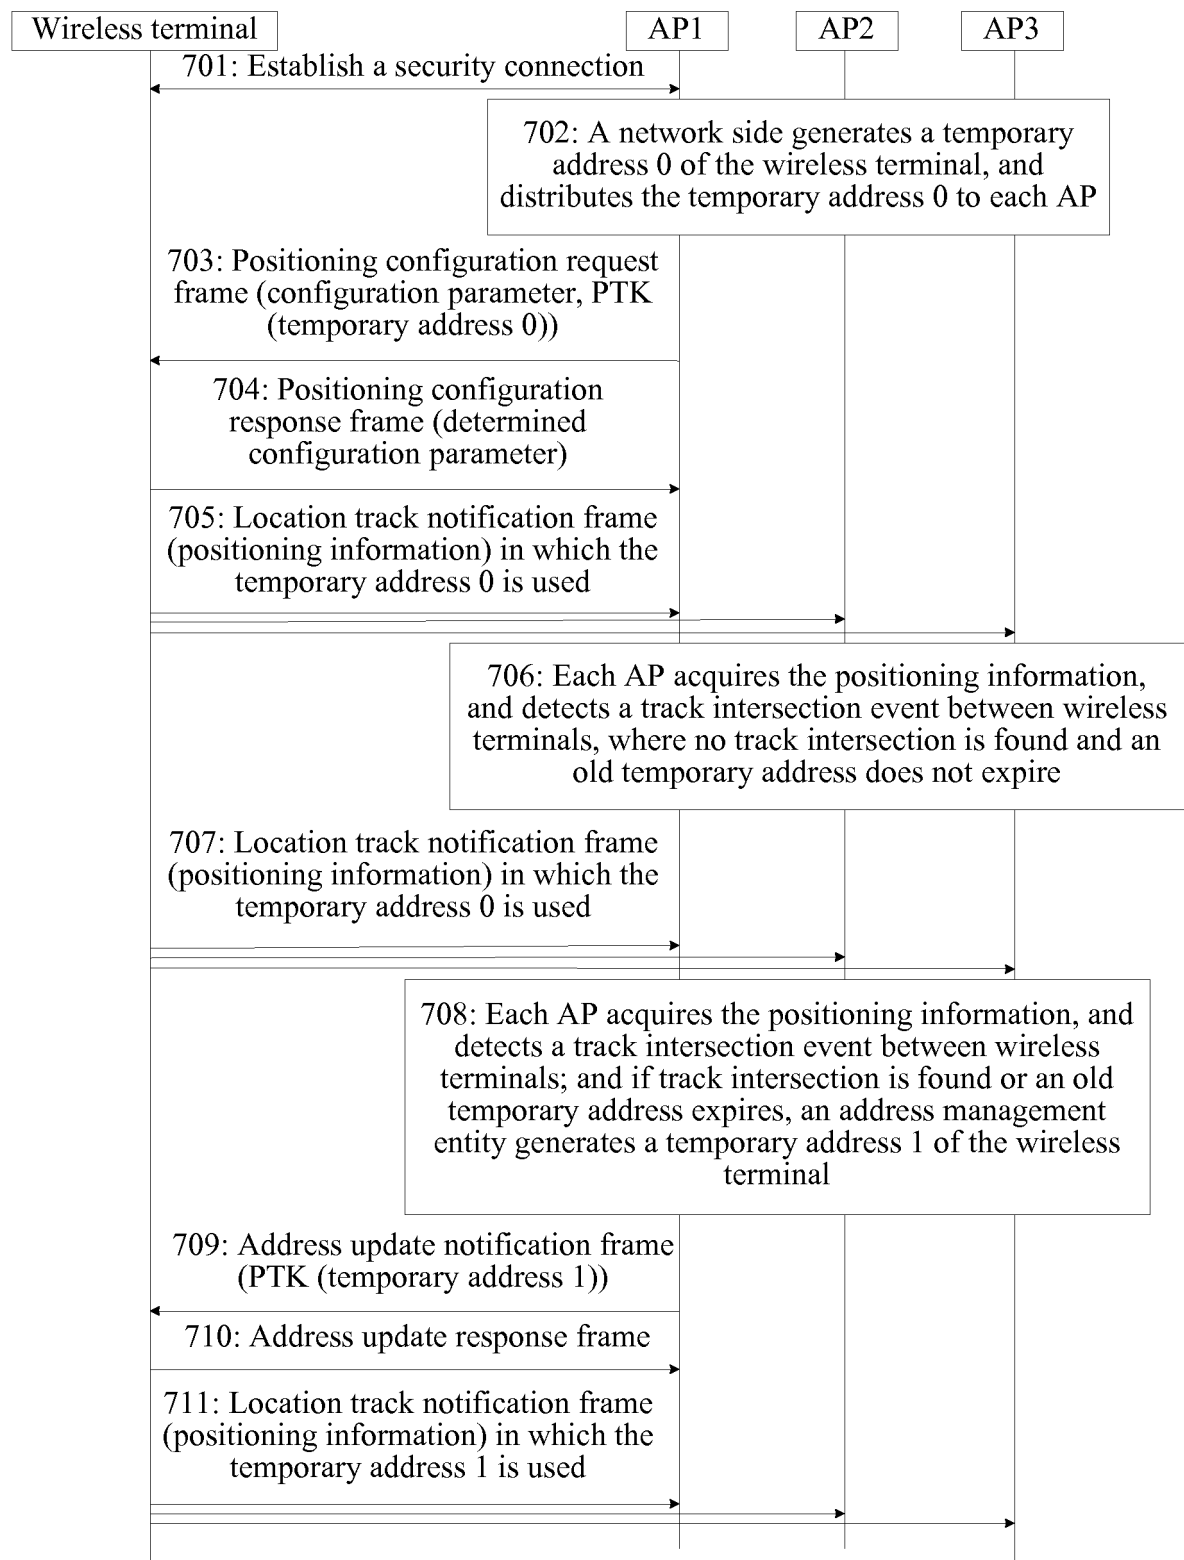 Wireless terminal
AP1
AP2
AP3
701: Establish a security connection
702: A network side generates a temporary
address 0 of the wireless terminal, and
distributes the temporary address 0 to each AP
703: Positioning configuration request
frame (configuration parameter, PTK
(temporary address 0))
704: Positioning configuration
response frame (determined
configuration parameter)
705: Location track notification frame
(positioning information) in which the
temporary address 0 is used
706: Each AP acquires the positioning information,
and detects a track intersection event between wireless
terminals, where no track intersection is found and an
old temporary address does not expire
707: Location track notification frame
(positioning information) in which the
temporary address 0 is used
708: Each AP acquires the positioning information, and
detects a track intersection event between wireless
terminals; and if track intersection is found or an old
temporary address expires, an address management
entity generates a temporary address 1 of the wireless
terminal
709: Address update notification frame
(PTK (temporary address 1))
710: Address update response frame
711: Location track notification frame
(positioning information) in which the
temporary address 1 is used